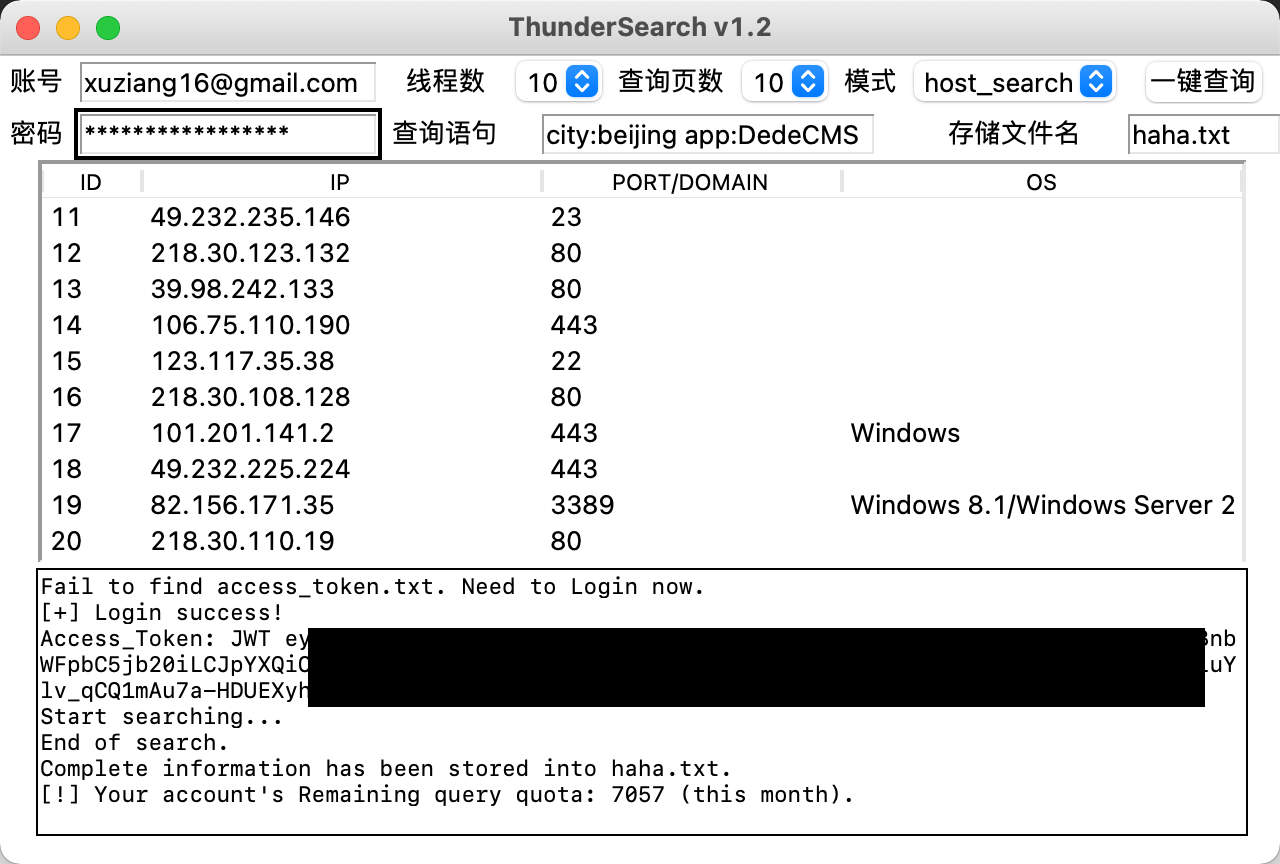 ThunderSearch v1.2
账号 xuziang16@gmail.com 线程数 10 查询页数 10 模式 host_search 一键查询
密码 ***************** 查询语句 city:beijing app:DedeCMS 存储文件名 haha.txt
ID IP PORT/DOMAIN OS
11 49.232.235.146 23
12 218.30.123.132 80
13 39.98.242.133 80
14 106.75.110.190 443
15 123.117.35.38 22
16 218.30.108.128 80
17 101.201.141.2 443 Windows
18 49.232.225.224 443
19 82.156.171.35 3389 Windows 8.1/Windows Server 2
20 218.30.110.19 80
Fail to find access_token.txt. Need to Login now.
[+] Login success!
Access_Token: JWT ey nb
WFpbC5jb20iLCJpYXQiO uY
lv_qCQ1mAu7a-HDUEXyh
Start searching...
End of search.
Complete information has been stored into haha.txt.
[!] Your account's Remaining query quota: 7057 (this month).